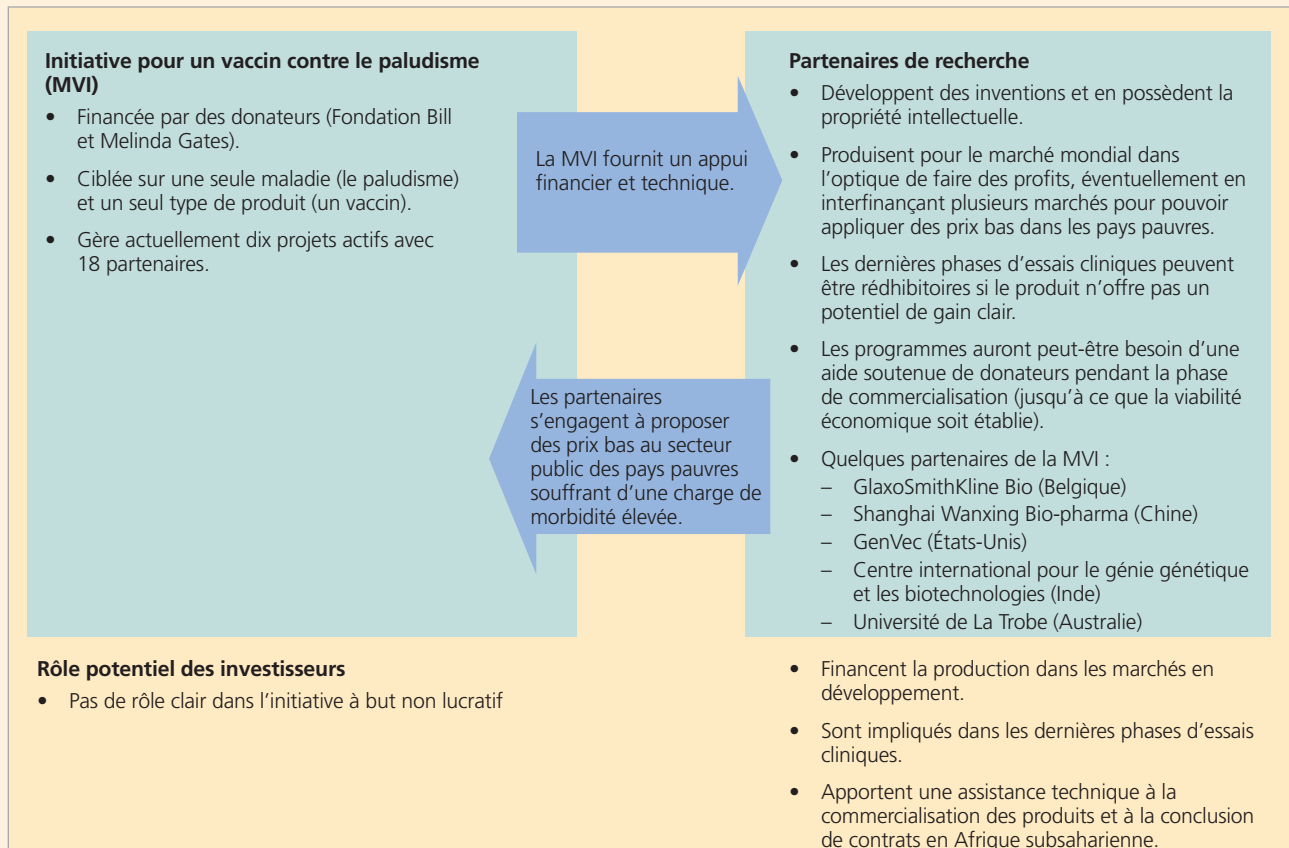 Initiative pour un vaccin contre le paludisme
(MVI)
• Financée par des donateurs (Fondation Bill
et Melinda Gates).
• Ciblée sur une seule maladie (le paludisme)
et un seul type de produit (un vaccin).
• Gère actuellement dix projets actifs avec
18 partenaires.
La MVI fournit un appui
financier et technique.
Les partenaires
s’engagent à proposer
des prix bas au secteur
public des pays pauvres
souffrant d’une charge de
morbidité élevée.
Partenaires de recherche
• Développent des inventions et en possèdent la
propriété intellectuelle.
• Produisent pour le marché mondial dans
l’optique de faire des profits, éventuellement en
interfinançant plusieurs marchés pour pouvoir
appliquer des prix bas dans les pays pauvres.
• Les dernières phases d’essais cliniques peuvent
être rédhibitoires si le produit n’offre pas un
potentiel de gain clair.
• Les programmes auront peut-être besoin d’une
aide soutenue de donateurs pendant la phase
de commercialisation (jusqu’à ce que la viabilité
économique soit établie).
• Quelques partenaires de la MVI :
– GlaxoSmithKline Bio (Belgique)
– Shanghai Wanxing Bio-pharma (Chine)
– GenVec (États-Unis)
– Centre international pour le génie génétique
et les biotechnologies (Inde)
– Université de La Trobe (Australie)
Rôle potentiel des investisseurs
• Pas de rôle clair dans l’initiative à but non lucratif
• Financent la production dans les marchés en
développement.
• Sont impliqués dans les dernières phases d’essais
cliniques.
• Apportent une assistance technique à la
commercialisation des produits et à la conclusion
de contrats en Afrique subsaharienne.